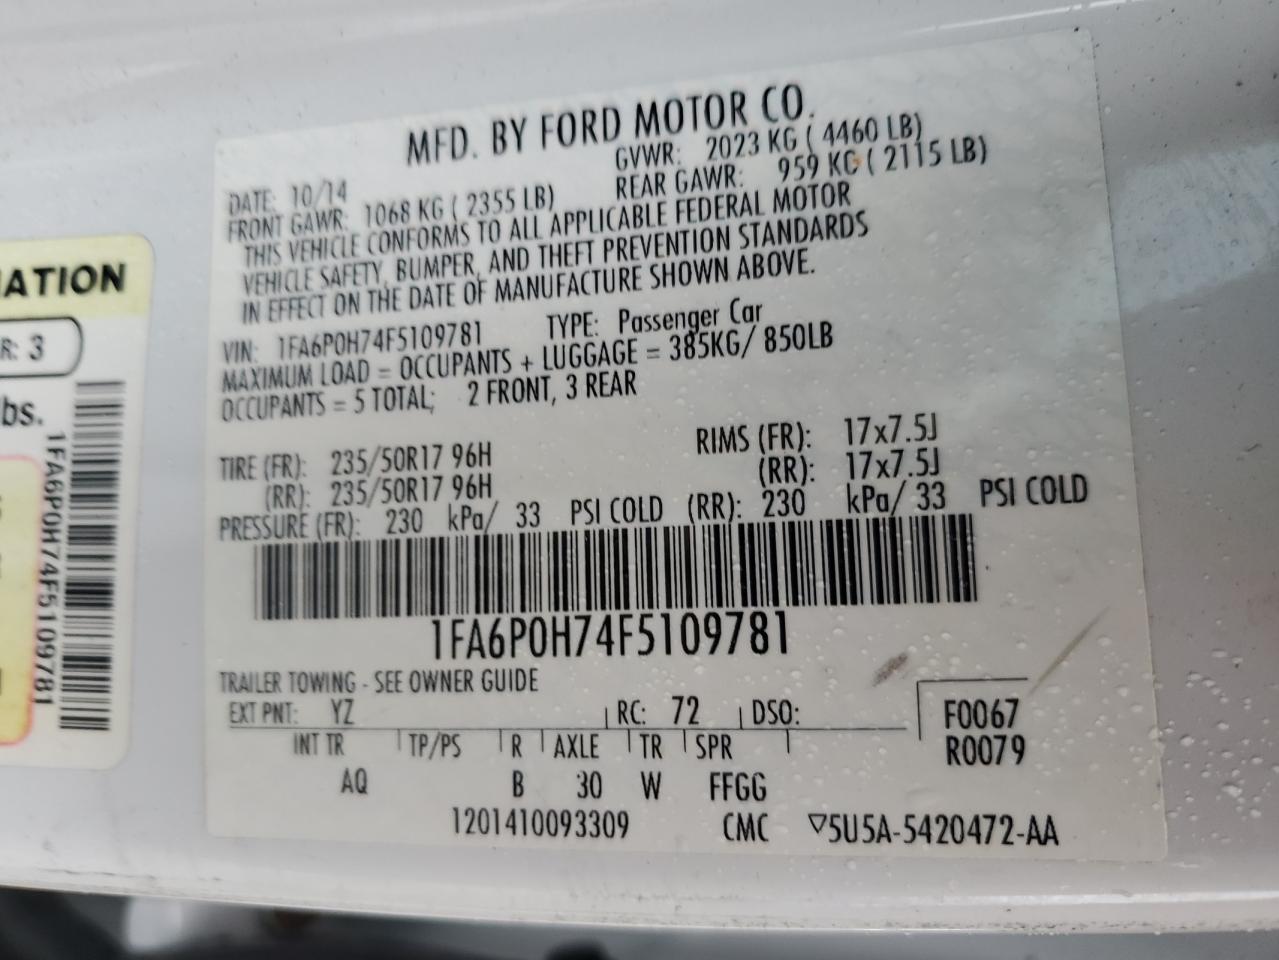 MFD. BY FORD MOTOR CO.
DATE: 10/14 GVWR: 2023 KG ( 4460 LB)
FRONT GAWR: 1068 KG ( 2355 LB) REAR GAWR: 959 KG ( 2115 LB)
THIS VEHICLE CONFORMS TO ALL APPLICABLE FEDERAL MOTOR
VEHICLE SAFETY, BUMPER, AND THEFT PREVENTION STANDARDS
IN EFFECT ON THE DATE OF MANUFACTURE SHOWN ABOVE.
VIN: 1FA6P0H74F5109781 TYPE: Passenger Car
MAXIMUM LOAD = OCCUPANTS + LUGGAGE = 385KG/ 850LB
OCCUPANTS = 5 TOTAL; 2 FRONT, 3 REAR
TIRE (FR): 235/50R17 96H RIMS (FR): 17x7.5J
(RR): 235/50R17 96H (RR): 17x7.5J
PRESSURE (FR): 230 kPa/ 33 PSI COLD (RR): 230 kPa/ 33 PSI COLD
1FA6P0H74F5109781
TRAILER TOWING - SEE OWNER GUIDE
EXT PNT: YZ RC: 72 DSO: F0067
INT TR TP/PS R AXLE TR SPR R0079
AQ B 30 W FFGG
1201410093309 CMC ▽5U5A-5420472-AA
ATION
R: 3
bs.
1FA6P0H74F5109781